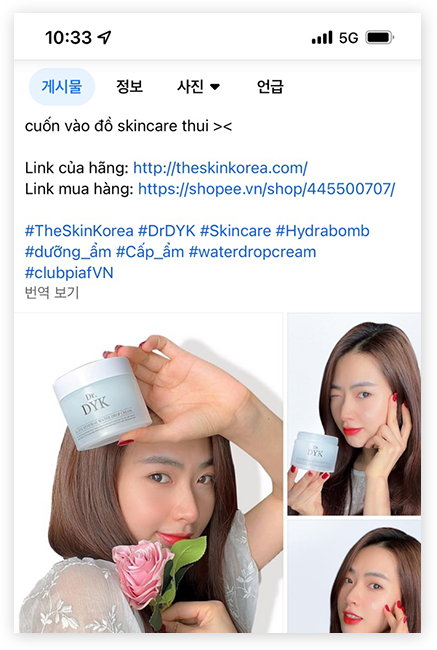 10:33
5G
게시물 정보 사진 언급
cuốn vào đồ skincare thui ><
Link của hãng: http://theskinkorea.com/
Link mua hàng: https://shopee.vn/shop/445500707/
#TheSkinKorea #DrDYK #Skincare #Hydrabomb
#dưỡng_ẩm #Cấp_ẩm #waterdropcream
#clubpiafVN
번역 보기
Dr.
DYK
Dr.
DYK